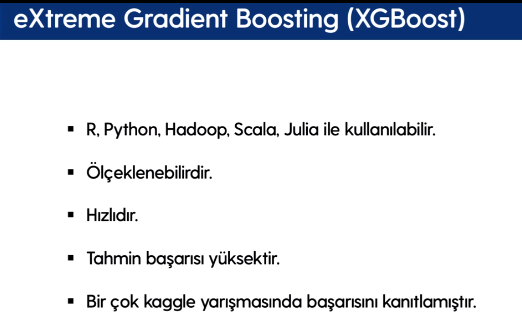 eXtreme Gradient Boosting (XGBoost)
▪ R, Python, Hadoop, Scala, Julia ile kullanılabilir.
▪ Ölçeklenebilirdir.
▪ Hızlıdır.
▪ Tahmin başarısı yüksektir.
▪ Bir çok kaggle yarışmasında başarısını kanıtlamıştır.